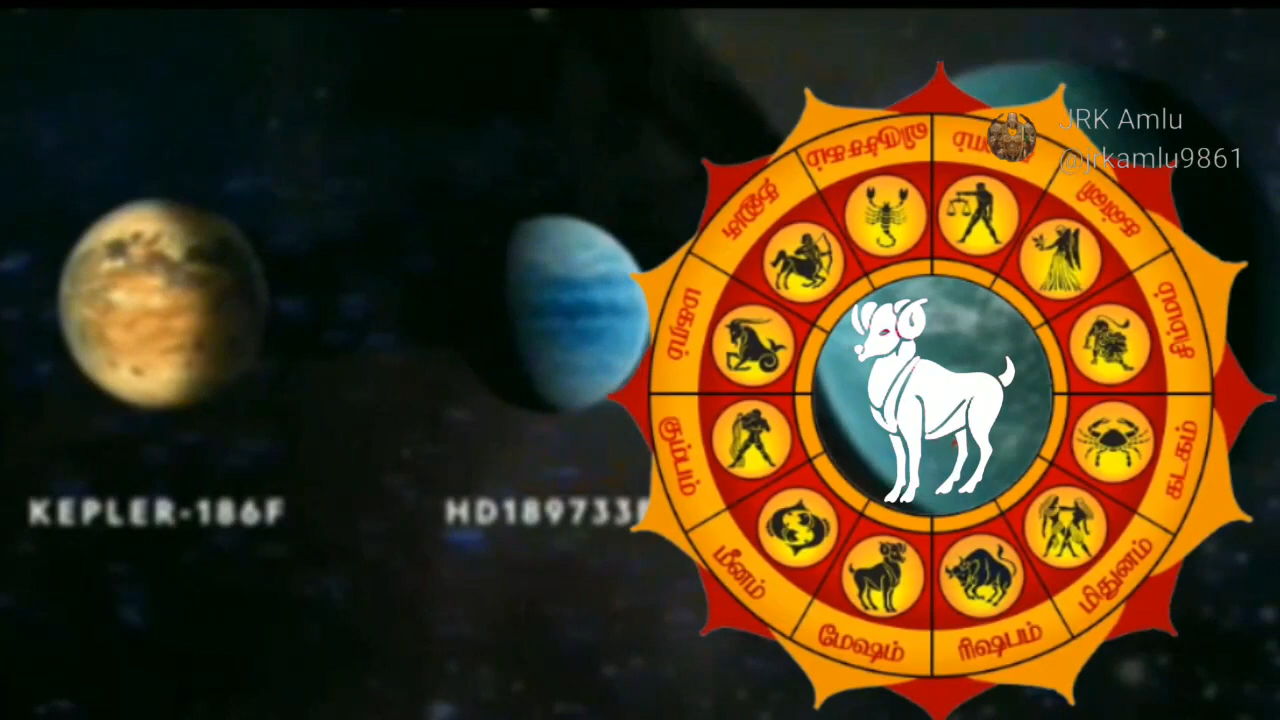 JRK Amlu
@jrkamlu9861
KEPLER-186F
HD189733
விருச்சிகம்
கன்னி
சிம்மம்
கடகம்
மிதுனம்
ரிஷபம்
மேஷம்
மீனம்
கும்பம்
மகரம்
தனுசு